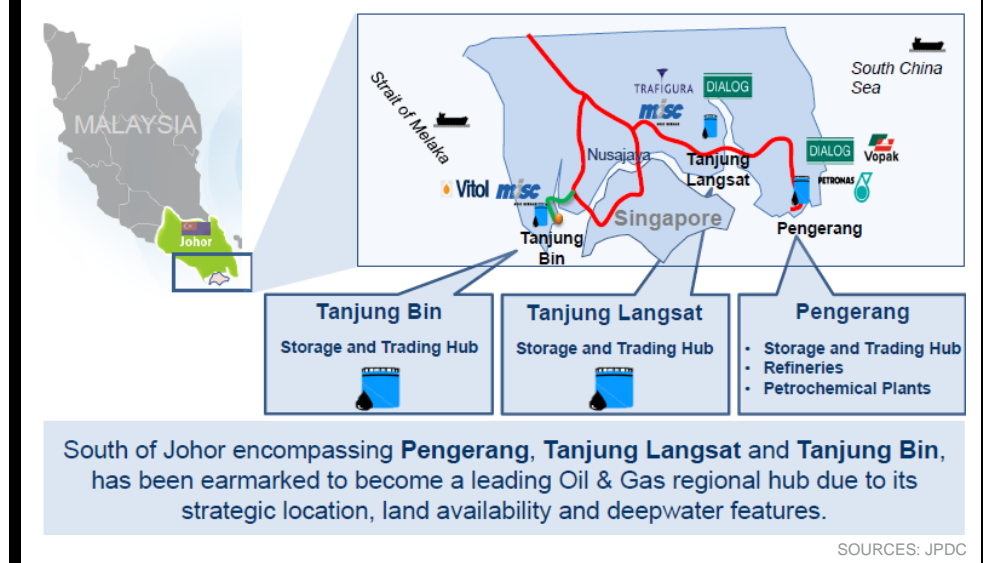 MALAYSIA
Johor
Strait of Melaka
South China
Sea
TRAFIGURA
DIALOG
misc
Nusajaya
Tanjung
Langsat
DIALOG
Vopak
PETRONAS
Vitol
misc
Singapore
Tanjung
Bin
Pengerang
Tanjung Bin
Storage and Trading Hub
Tanjung Langsat
Storage and Trading Hub
Pengerang
• Storage and Trading Hub
• Refineries
• Petrochemical Plants
South of Johor encompassing Pengerang, Tanjung Langsat and Tanjung Bin,
has been earmarked to become a leading Oil & Gas regional hub due to its
strategic location, land availability and deepwater features.
SOURCES: JPDC